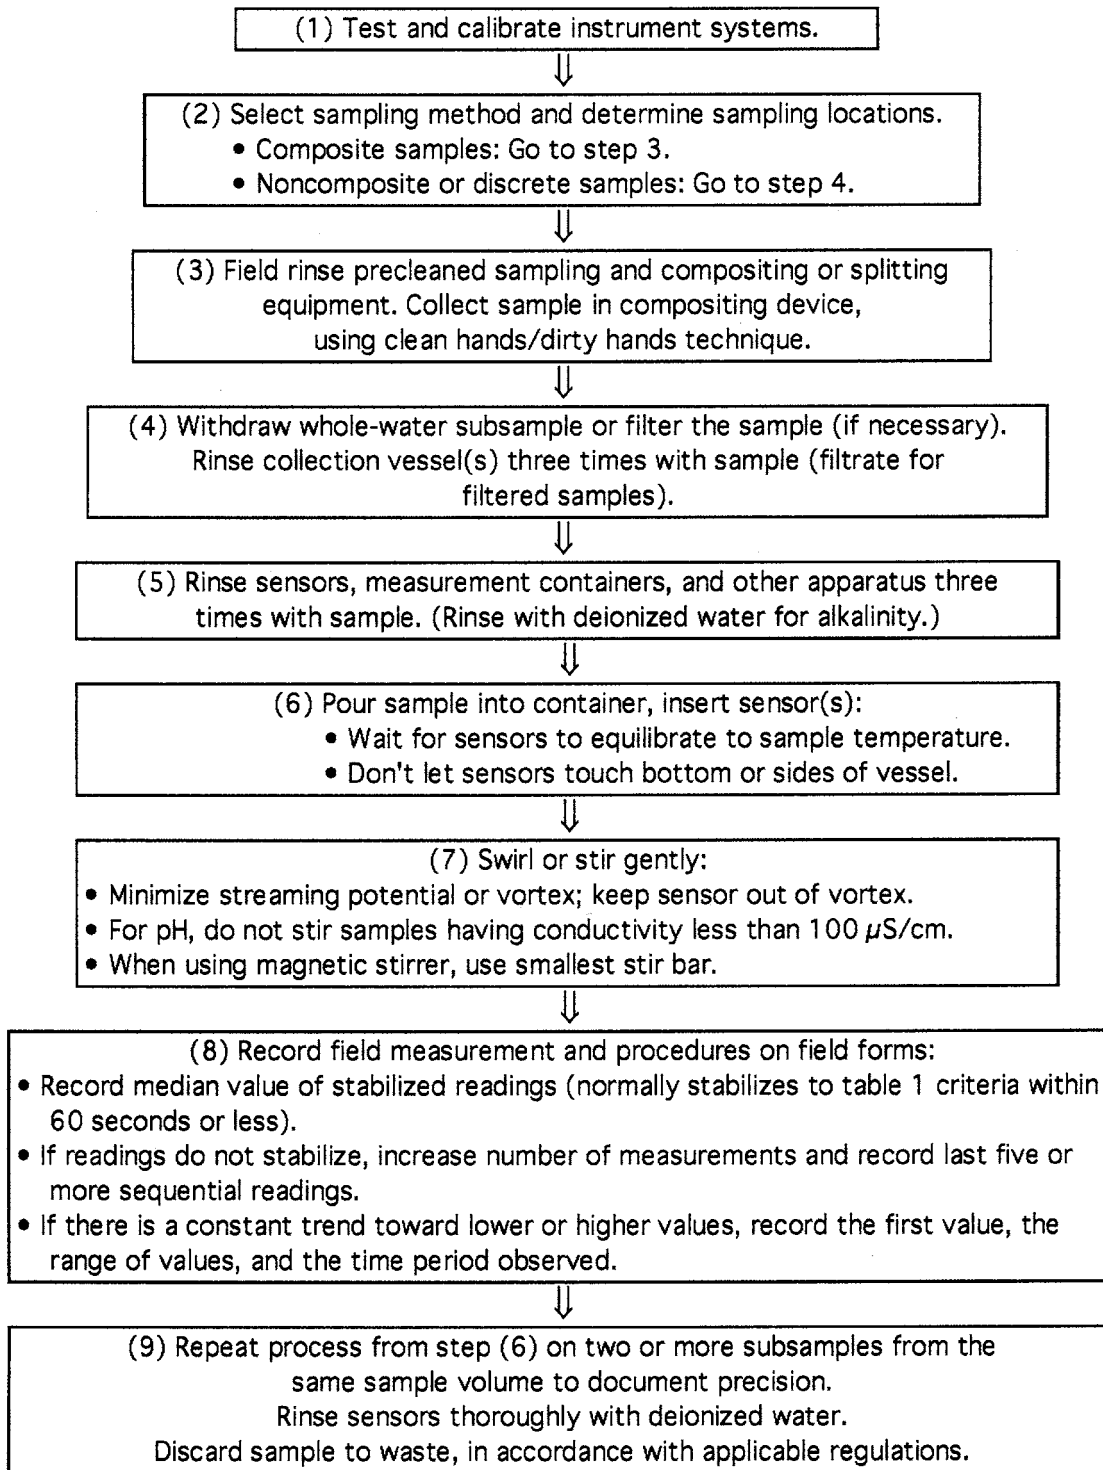 (1) Test and calibrate instrument systems.
⇓
(2) Select sampling method and determine sampling locations.
• Composite samples: Go to step 3.
• Noncomposite or discrete samples: Go to step 4.
⇓
(3) Field rinse precleaned sampling and compositing or splitting
equipment. Collect sample in compositing device,
using clean hands/dirty hands technique.
⇓
(4) Withdraw whole-water subsample or filter the sample (if necessary).
Rinse collection vessel(s) three times with sample (filtrate for
filtered samples).
⇓
(5) Rinse sensors, measurement containers, and other apparatus three
times with sample. (Rinse with deionized water for alkalinity.)
⇓
(6) Pour sample into container, insert sensor(s):
• Wait for sensors to equilibrate to sample temperature.
• Don't let sensors touch bottom or sides of vessel.
⇓
(7) Swirl or stir gently:
• Minimize streaming potential or vortex; keep sensor out of vortex.
• For pH, do not stir samples having conductivity less than 100 µS/cm.
• When using magnetic stirrer, use smallest stir bar.
⇓
(8) Record field measurement and procedures on field forms:
• Record median value of stabilized readings (normally stabilizes to table 1 criteria within
60 seconds or less).
• If readings do not stabilize, increase number of measurements and record last five or
more sequential readings.
• If there is a constant trend toward lower or higher values, record the first value, the
range of values, and the time period observed.
⇓
(9) Repeat process from step (6) on two or more subsamples from the
same sample volume to document precision.
Rinse sensors thoroughly with deionized water.
Discard sample to waste, in accordance with applicable regulations.